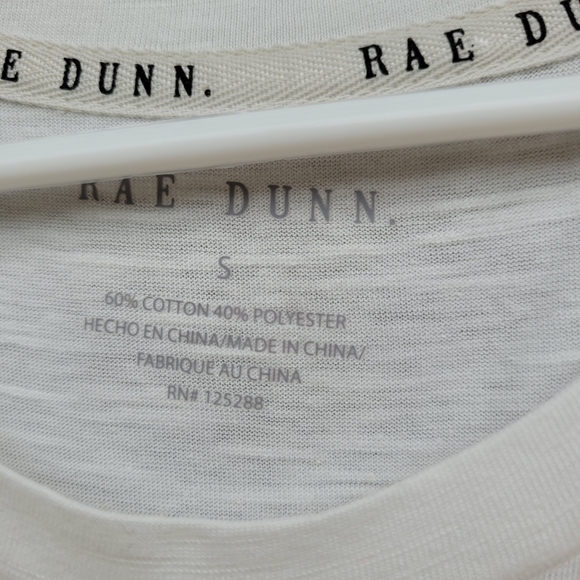 E DUNN. RAE DU
RAE DUNN.
S
60% COTTON 40% POLYESTER
HECHO EN CHINA/MADE IN CHINA/
FABRIQUE AU CHINA
RN# 125288